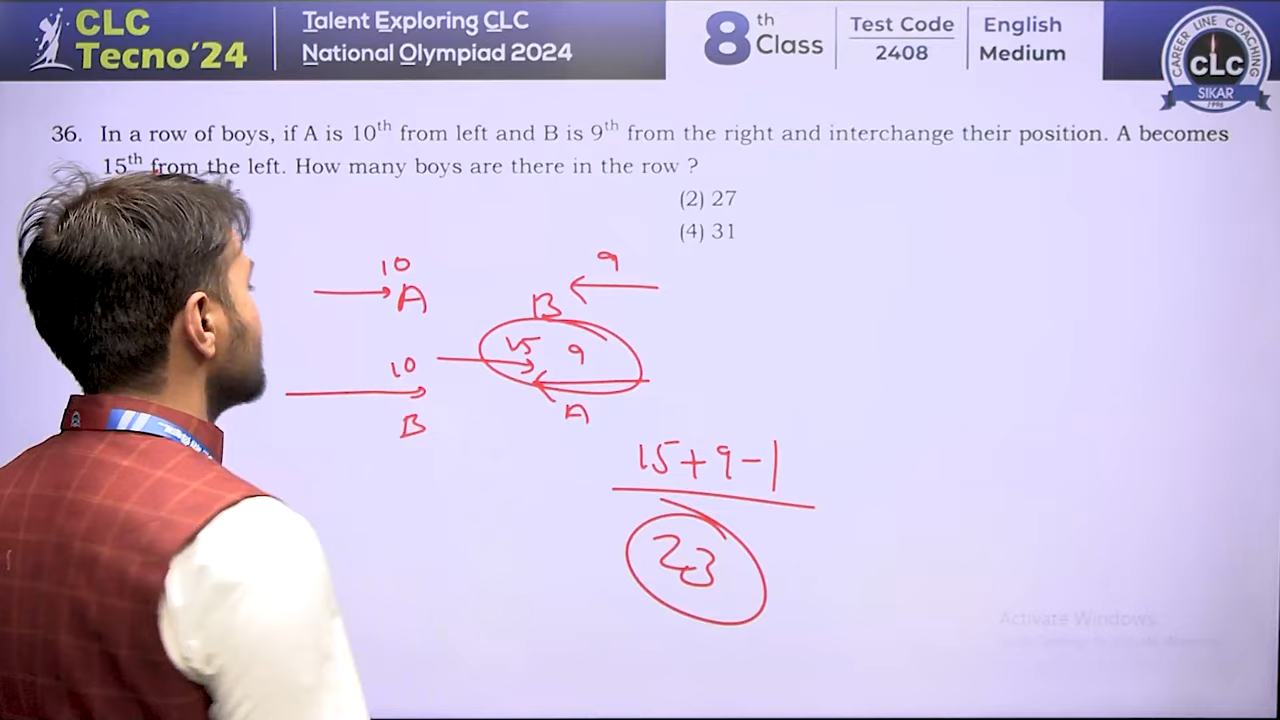 CLC
Tecno'24
Talent Exploring CLC
National Olympiad 2024
8th Class
Test Code
2408
English
Medium
CAREER LINE COACHING
CLC
SIKAR
1996
36. In a row of boys, if A is 10th from left and B is 9th from the right and interchange their position. A becomes
15th from the left. How many boys are there in the row ?
(2) 27
(4) 31
10
A
9
B
15 9
10
B
A
15+9-1
23
Activate Windows